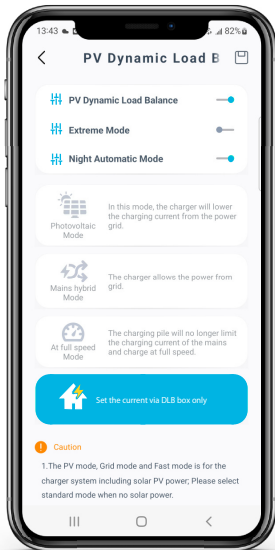 13:43
82%
PV Dynamic Load B
PV Dynamic Load Balance
Extreme Mode
Night Automatic Mode
Photovoltaic
Mode
In this mode, the charger will lower
the charging current from the power
grid.
Mains hybrid
Mode
The charger allows the power from
grid.
At full speed
Mode
The charging pile will no longer limit
the charging current of the mains
and charge at full speed.
Set the current via DLB box only
Caution
1.The PV mode, Grid mode and Fast mode is for the
charger system including solar PV power; Please select
standard mode when no solar power.